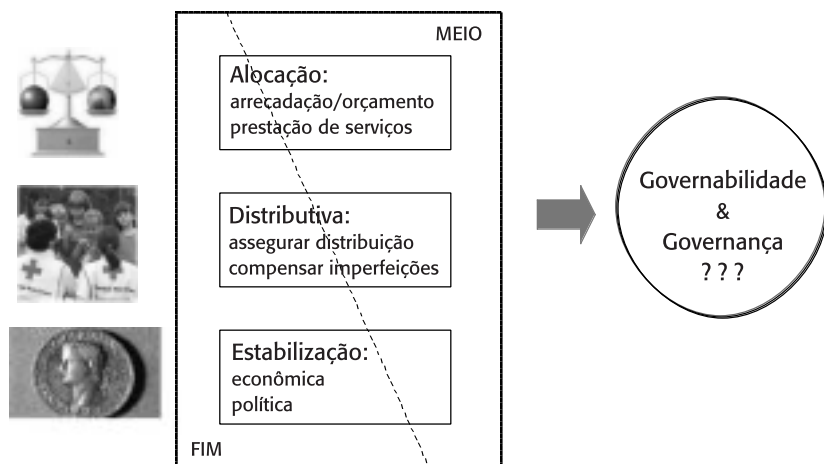 MEIO
Alocação:
arrecadação/orçamento
prestação de serviços
Distributiva:
assegurar distribuição
compensar imperfeições
Estabilização:
econômica
política
FIM
Governabilidade
&
Governança
? ? ?